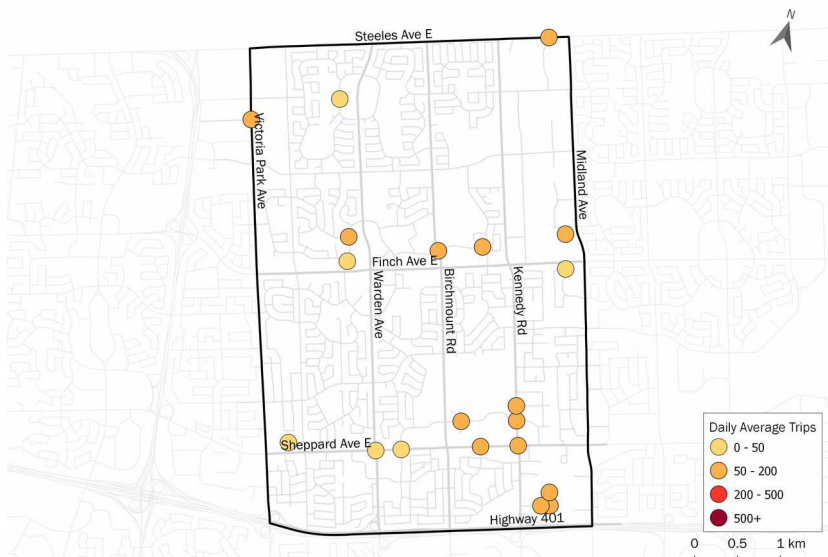 N
Steeles Ave E
Victoria Park Ave
Midland Ave
Finch Ave E
Warden Ave
Birchmount Rd
Kennedy Rd
Sheppard Ave E
Highway 401
Daily Average Trips
0 - 50
50 - 200
200 - 500
500+
0 0.5 1 km